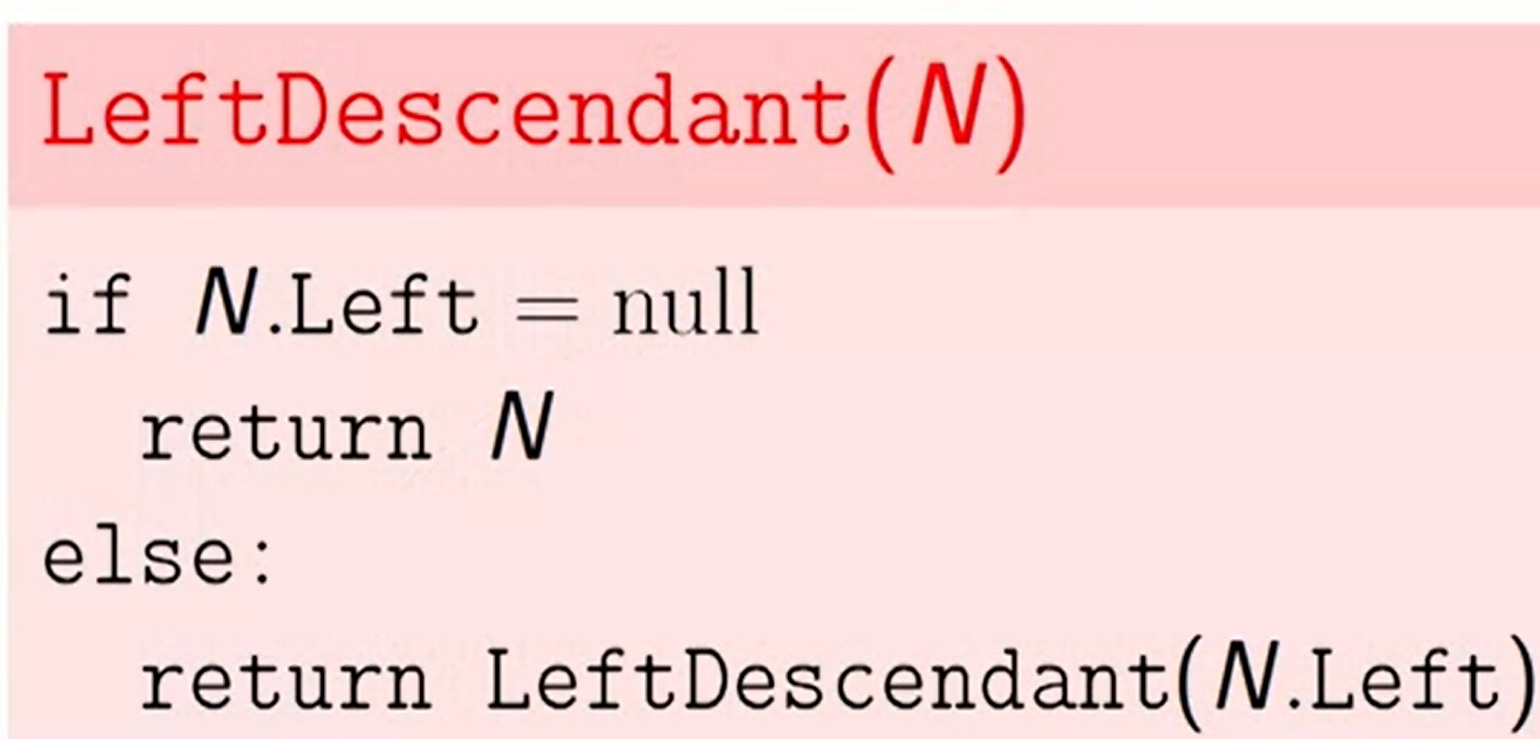 LeftDescendant(N)
if N.Left = null
return N
else:
return LeftDescendant(N.Left)